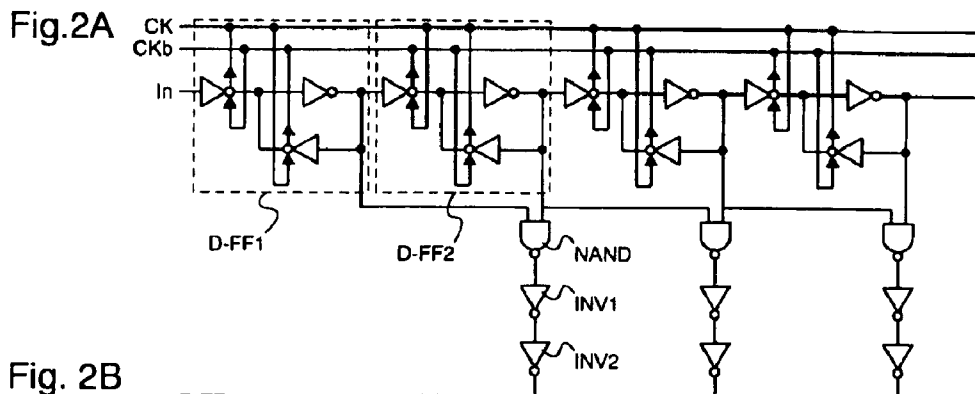 Fig.2A
CK
CKb
In
D-FF1
D-FF2
NAND
INV1
INV2
Fig. 2B